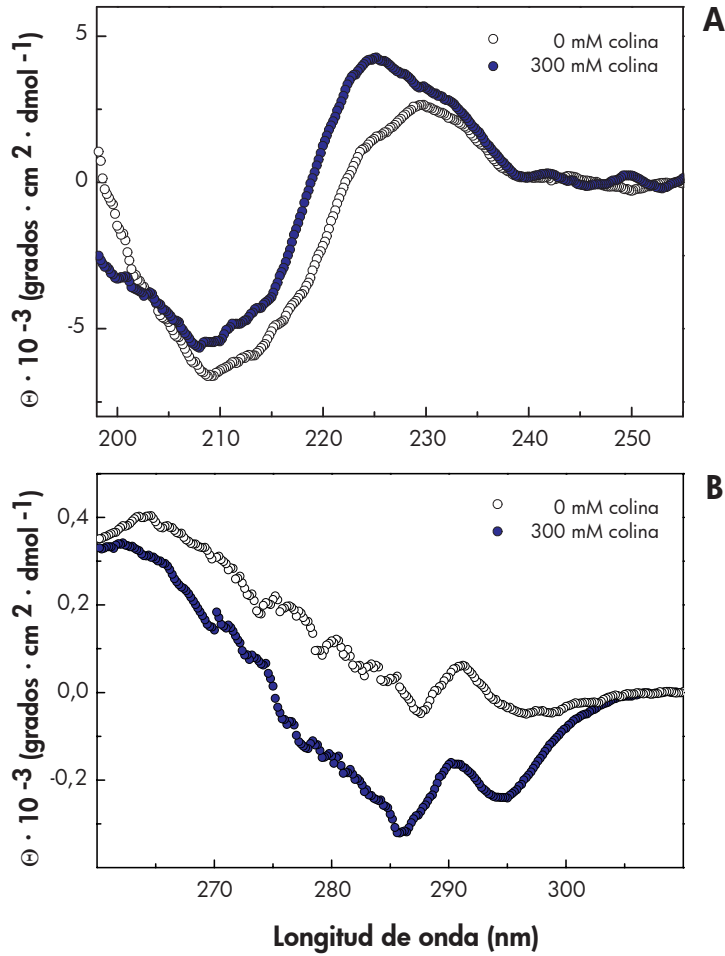 A
5
0
-5
0 mM colina
300 mM colina
Θ · 10 -3 (grados · cm 2 · dmol -1)
200 210 220 230 240 250
B
0,4
0,2
0,0
-0,2
0 mM colina
300 mM colina
Θ · 10 -3 (grados · cm 2 · dmol -1)
270 280 290 300
Longitud de onda (nm)